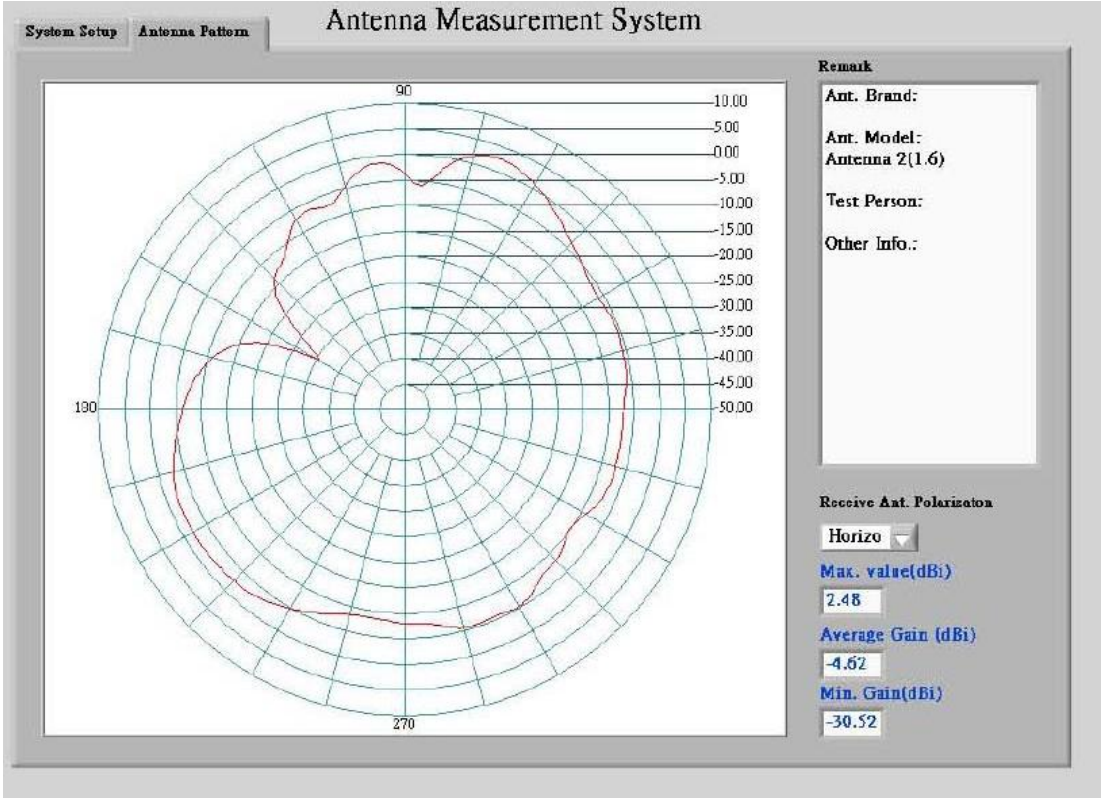 Antenna Measurement System
System Setup
Antenna Pattern
90
10.00
5.00
0.00
-5.00
-10.00
-15.00
-20.00
-25.00
-30.00
-35.00
-40.00
-45.00
-50.00
180
270
Remark
Ant. Brand:
Ant. Model:
Antenna 2(1.6)
Test Person:
Other Info.:
Receive Ant. Polarisaton
Horizo
Max. value(dBi)
2.48
Average Gain (dBi)
-4.62
Min. Gain(dBi)
-30.52